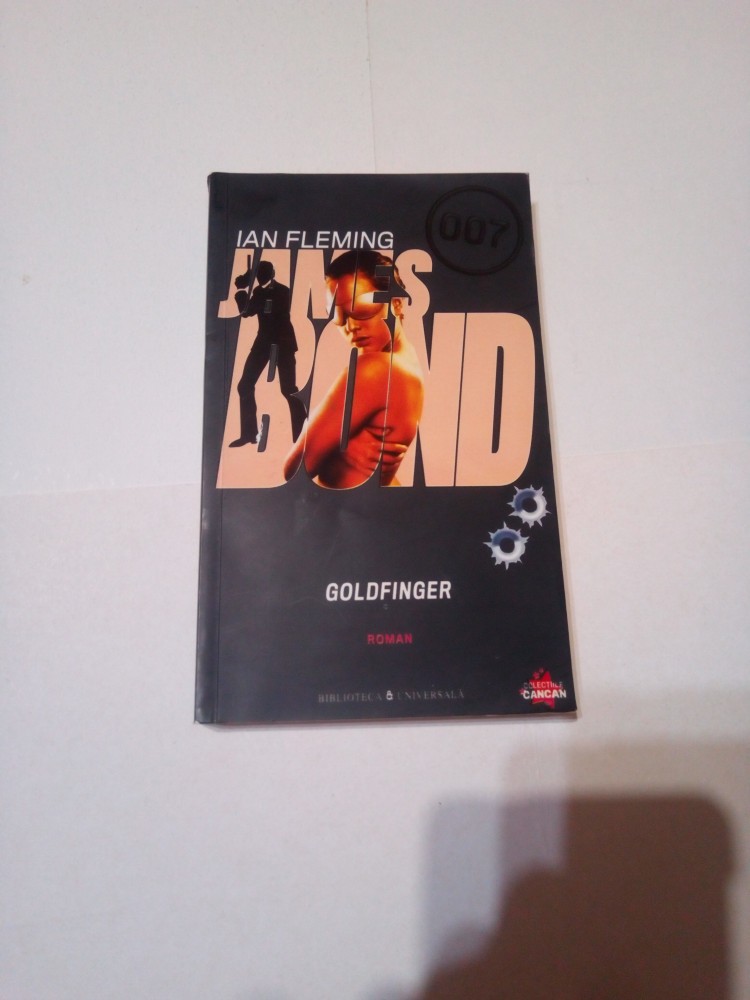 007
IAN FLEMING
JAMES
BOND
GOLDFINGER
ROMAN
BIBLIOTECA & UNIVERSALĂ
COLECȚIILE
CANCAN